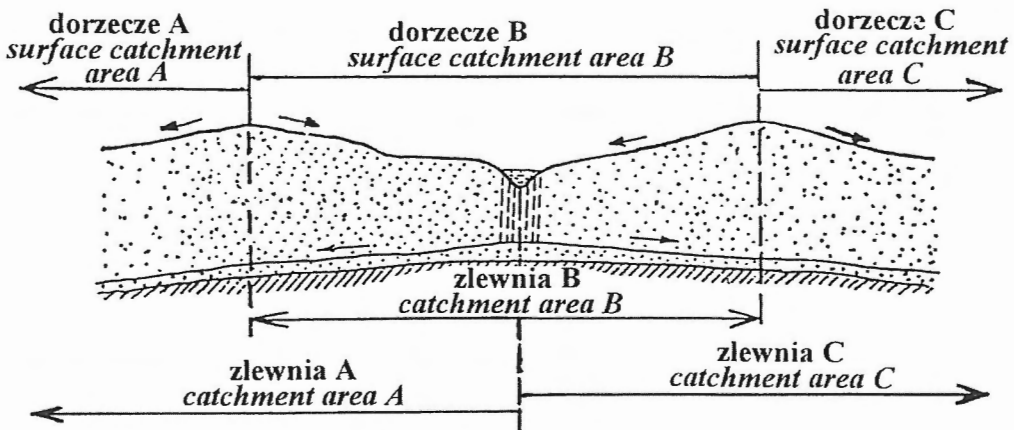 dorzecze A
surface catchment
area A
dorzecze B
surface catchment area B
dorzecze C
surface catchment
area C
zlewnia B
catchment area B
zlewnia A
catchment area A
zlewnia C
catchment area C